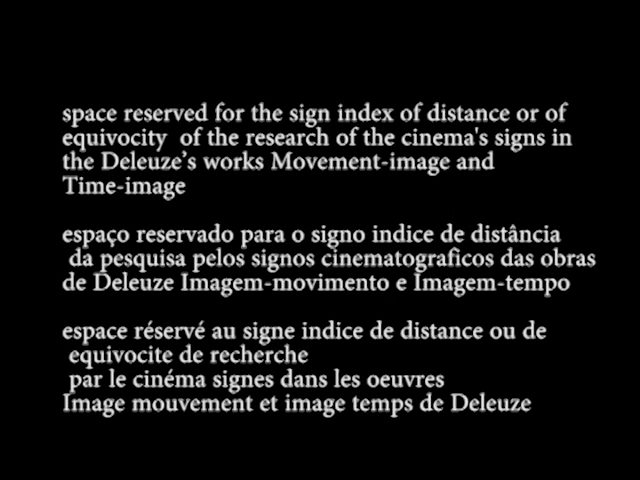 space reserved for the sign index of distance or of
equivocity of the research of the cinema's signs in
the Deleuze's works Movement-image and
Time-image
espaço reservado para o signo indice de distância
da pesquisa pelos signos cinematograficos das obras
de Deleuze Imagem-movimento e Imagem-tempo
espace réservé au signe indice de distance ou de
equivocite de recherche
par le cinéma signes dans les oeuvres
Image mouvement et image temps de Deleuze